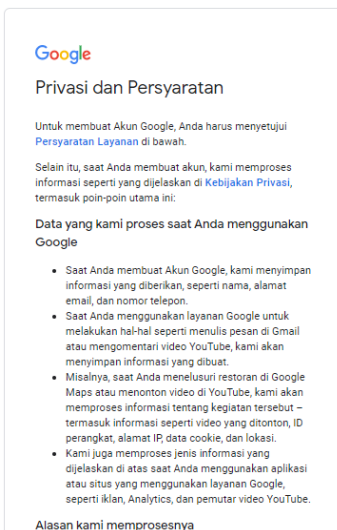 Google
Privasi dan Persyaratan
Untuk membuat Akun Google, Anda harus menyetujui
Persyaratan Layanan di bawah.
Selain itu, saat Anda membuat akun, kami memproses
informasi seperti yang dijelaskan di Kebijakan Privasi,
termasuk poin-poin utama ini:
Data yang kami proses saat Anda menggunakan
Google
• Saat Anda membuat Akun Google, kami menyimpan
informasi yang diberikan, seperti nama, alamat
email, dan nomor telepon.
• Saat Anda menggunakan layanan Google untuk
melakukan hal-hal seperti menulis pesan di Gmail
atau mengomentari video YouTube, kami akan
menyimpan informasi yang dibuat.
• Misalnya, saat Anda menelusuri restoran di Google
Maps atau menonton video di YouTube, kami akan
memproses informasi tentang kegiatan tersebut –
termasuk informasi seperti video yang ditonton, ID
perangkat, alamat IP, data cookie, dan lokasi.
• Kami juga memproses jenis informasi yang
dijelaskan di atas saat Anda menggunakan aplikasi
atau situs yang menggunakan layanan Google,
seperti iklan, Analytics, dan pemutar video YouTube.
Alasan kami memprosesnya